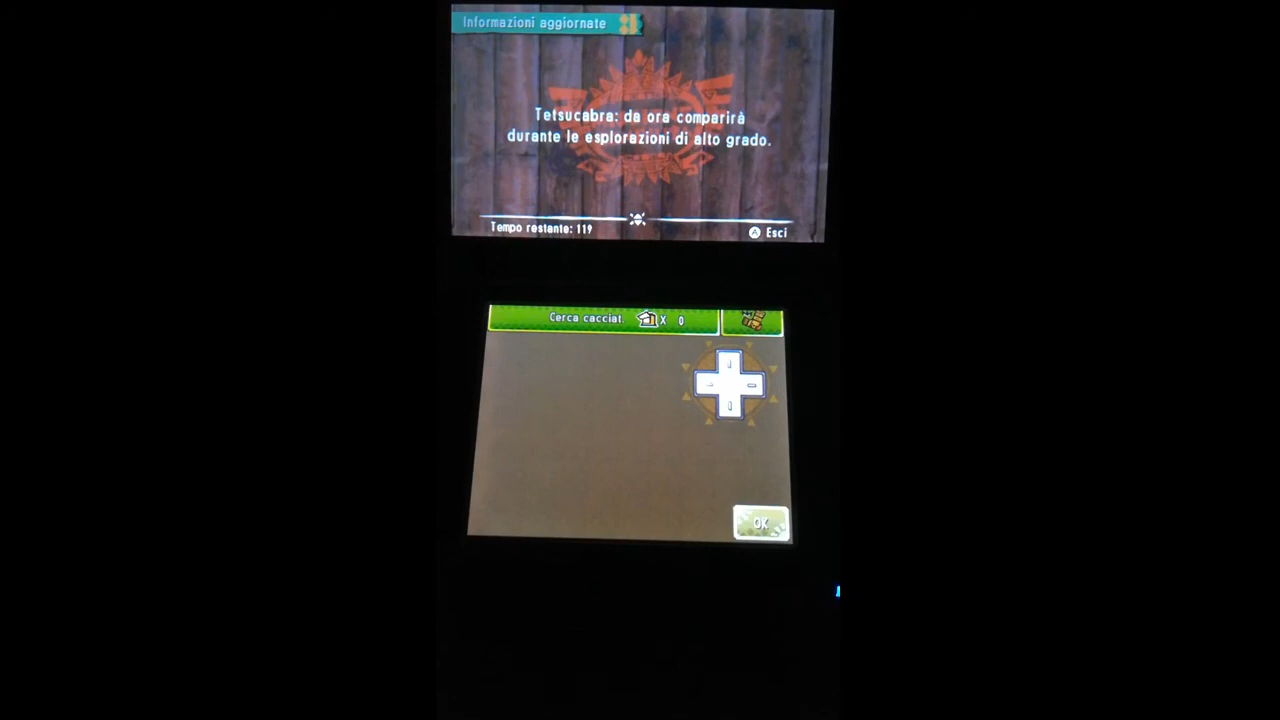 Informazioni aggiornate
Tetsucabra: da ora comparirà
durante le esplorazioni di alto grado.
Tempo restante: 119
A Esci
Cerca cacciat. X 0
OK